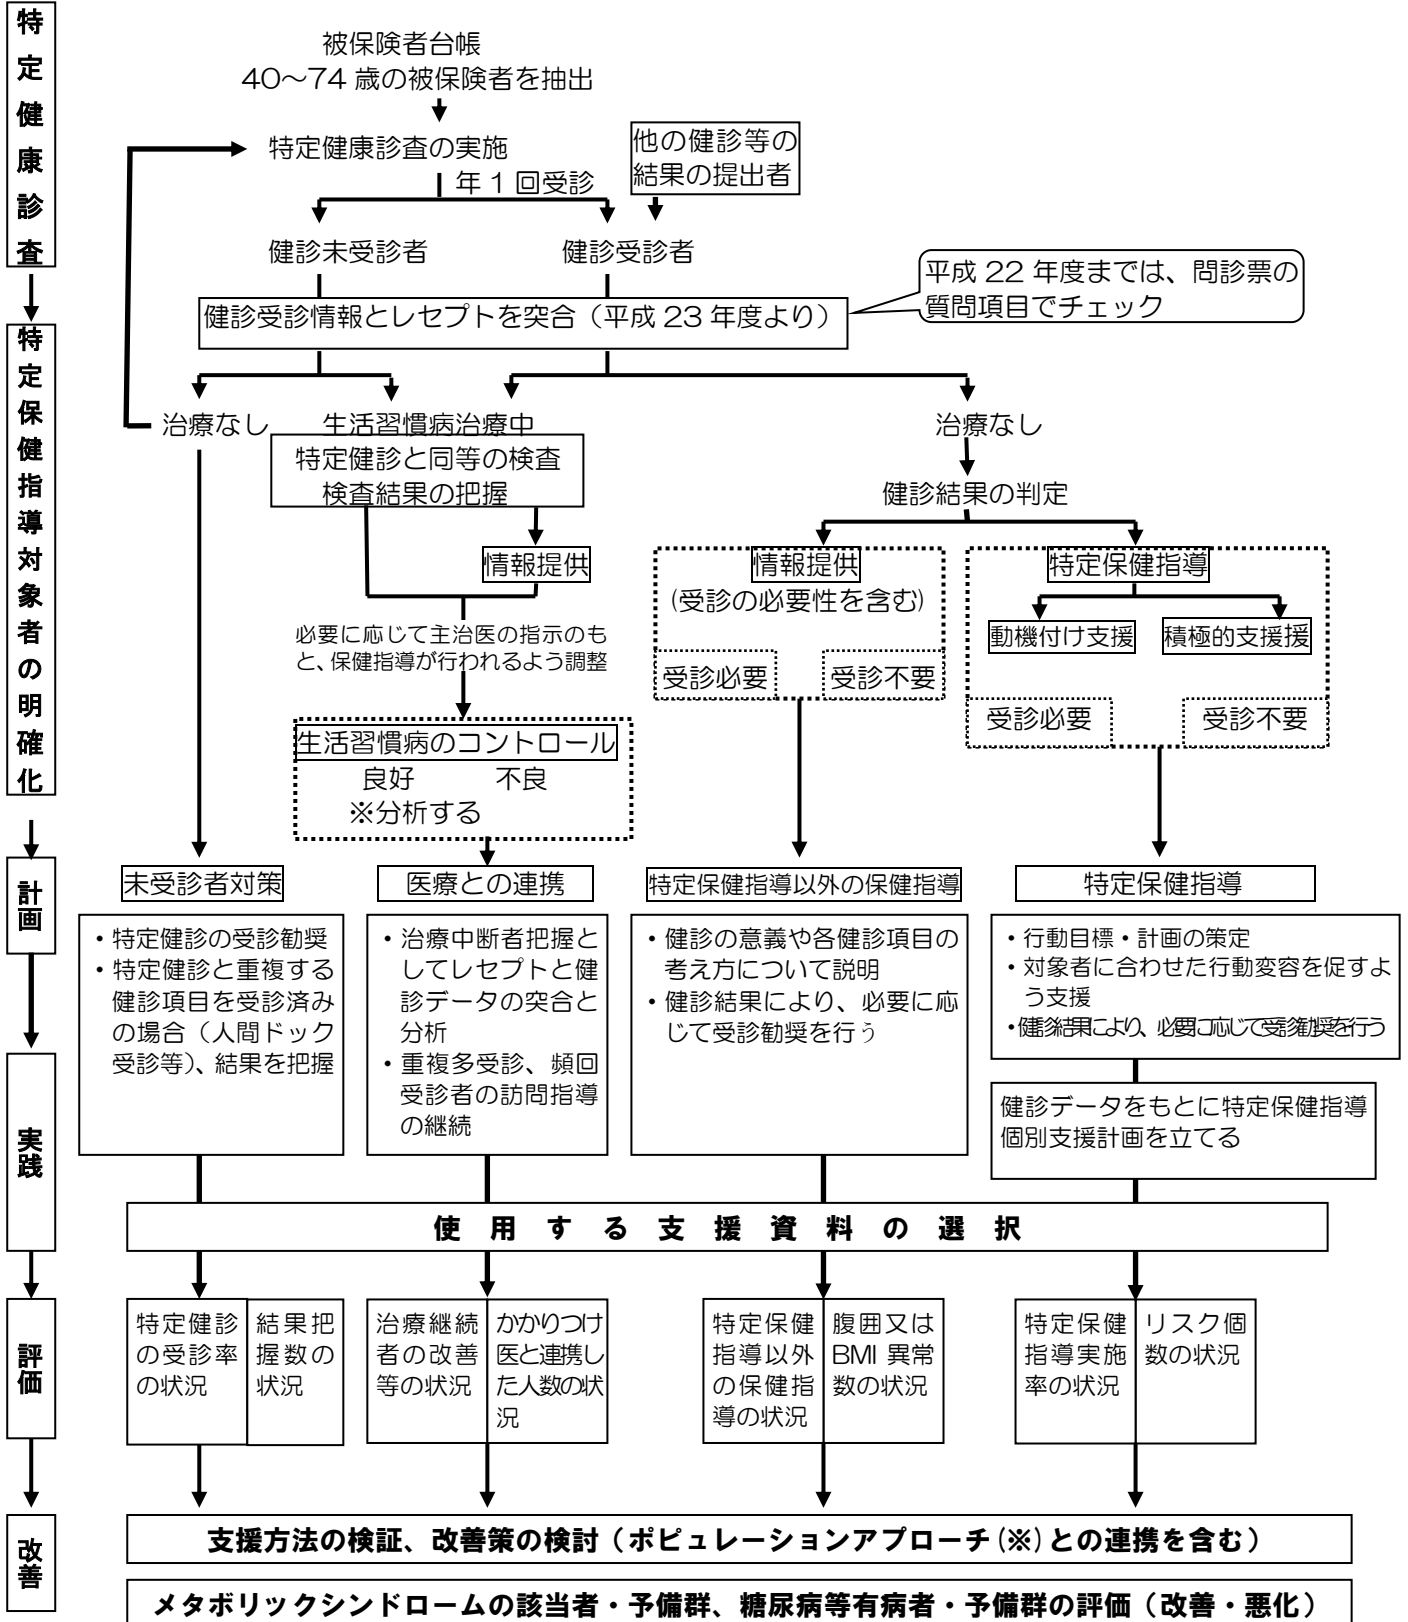 特定健康診査
被保険者台帳
40～74 歳の被保険者を抽出
特定健康診査の実施
他の健診等の
結果の提出者
年 1 回受診
健診未受診者
健診受診者
平成 22 年度までは、問診票の
質問項目でチェック
健診受診情報とレセプトを突合（平成 23 年度より）
特定保健指導対象者の明確化
治療なし
生活習慣病治療中
治療なし
特定健診と同等の検査
検査結果の把握
健診結果の判定
情報提供
情報提供
(受診の必要性を含む)
特定保健指導
動機付け支援
積極的支援援
必要に応じて主治医の指示のも
と、保健指導が行われるよう調整
受診必要
受診不要
受診必要
受診不要
生活習慣病のコントロール
良好
不良
※分析する
計画
未受診者対策
医療との連携
特定保健指導以外の保健指導
特定保健指導
・特定健診の受診勧奨
・特定健診と重複する
健診項目を受診済み
の場合（人間ドック
受診等)、結果を把握
・治療中断者把握と
してレセプトと健
診データの突合と
分析
・重複多受診、頻回
受診者の訪問指導
の継続
・健診の意義や各健診項目の
考え方について説明
・健診結果により、必要に応
じて受診勧奨を行う
・行動目標・計画の策定
・対象者に合わせた行動変容を促すよ
う支援
・健診結果により、必要に応じて受診勧奨を行う
実践
健診データをもとに特定保健指導
個別支援計画を立てる
使用する支援資料の選択
評価
特定健診
の受診率
の状況
結果把
握数の
状況
治療継続
者の改善
等の状況
かかりつけ
医と連携し
た人数の状
況
特定保健
指導以外
の保健指
導の状況
腹囲又は
BMI 異常
数の状況
特定保健
指導実施
率の状況
リスク個
数の状況
改善
支援方法の検証、改善策の検討（ポピュレーションアプローチ(※)との連携を含む）
メタボリックシンドロームの該当者・予備群、糖尿病等有病者・予備群の評価（改善・悪化）